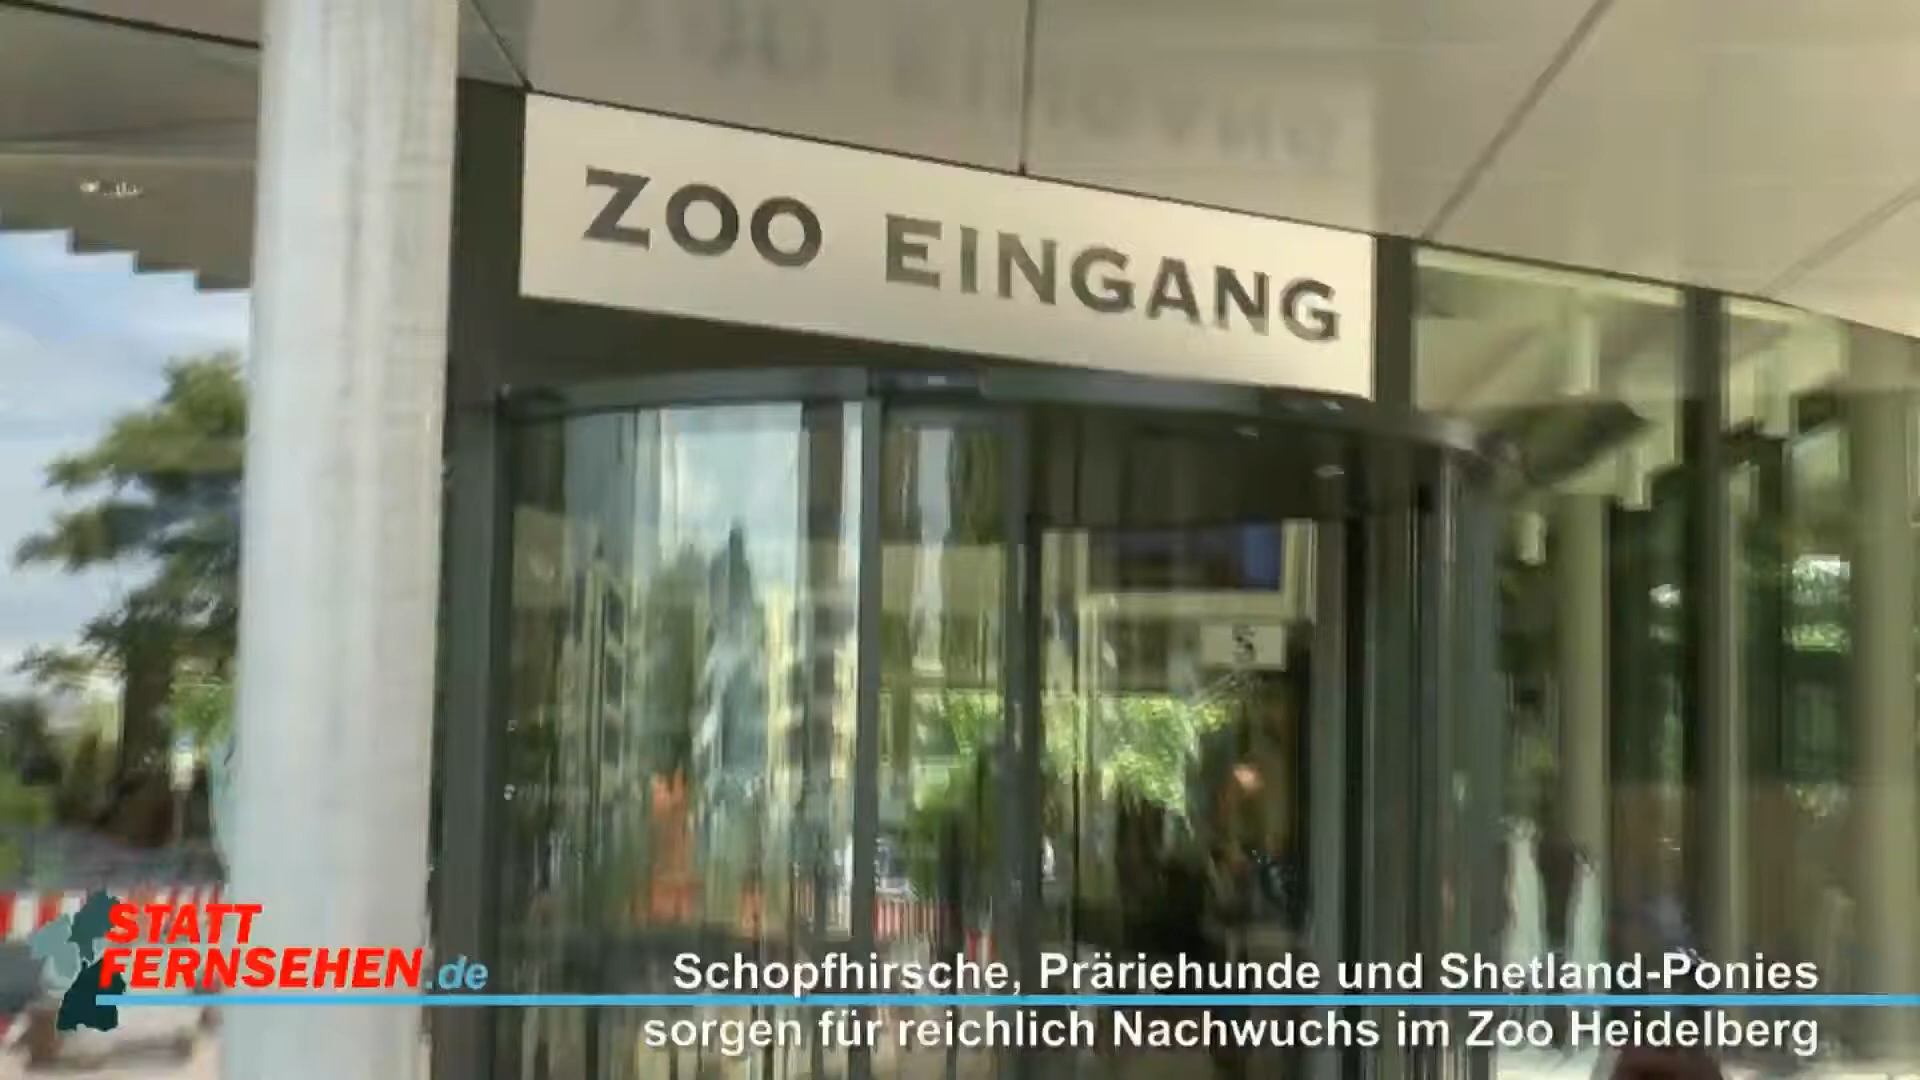 ZOO EINGANG
STATT
FERNSEHEN.de
Schopfhirsche, Präriehunde und Shetland-Ponies
sorgen für reichlich Nachwuchs im Zoo Heidelberg